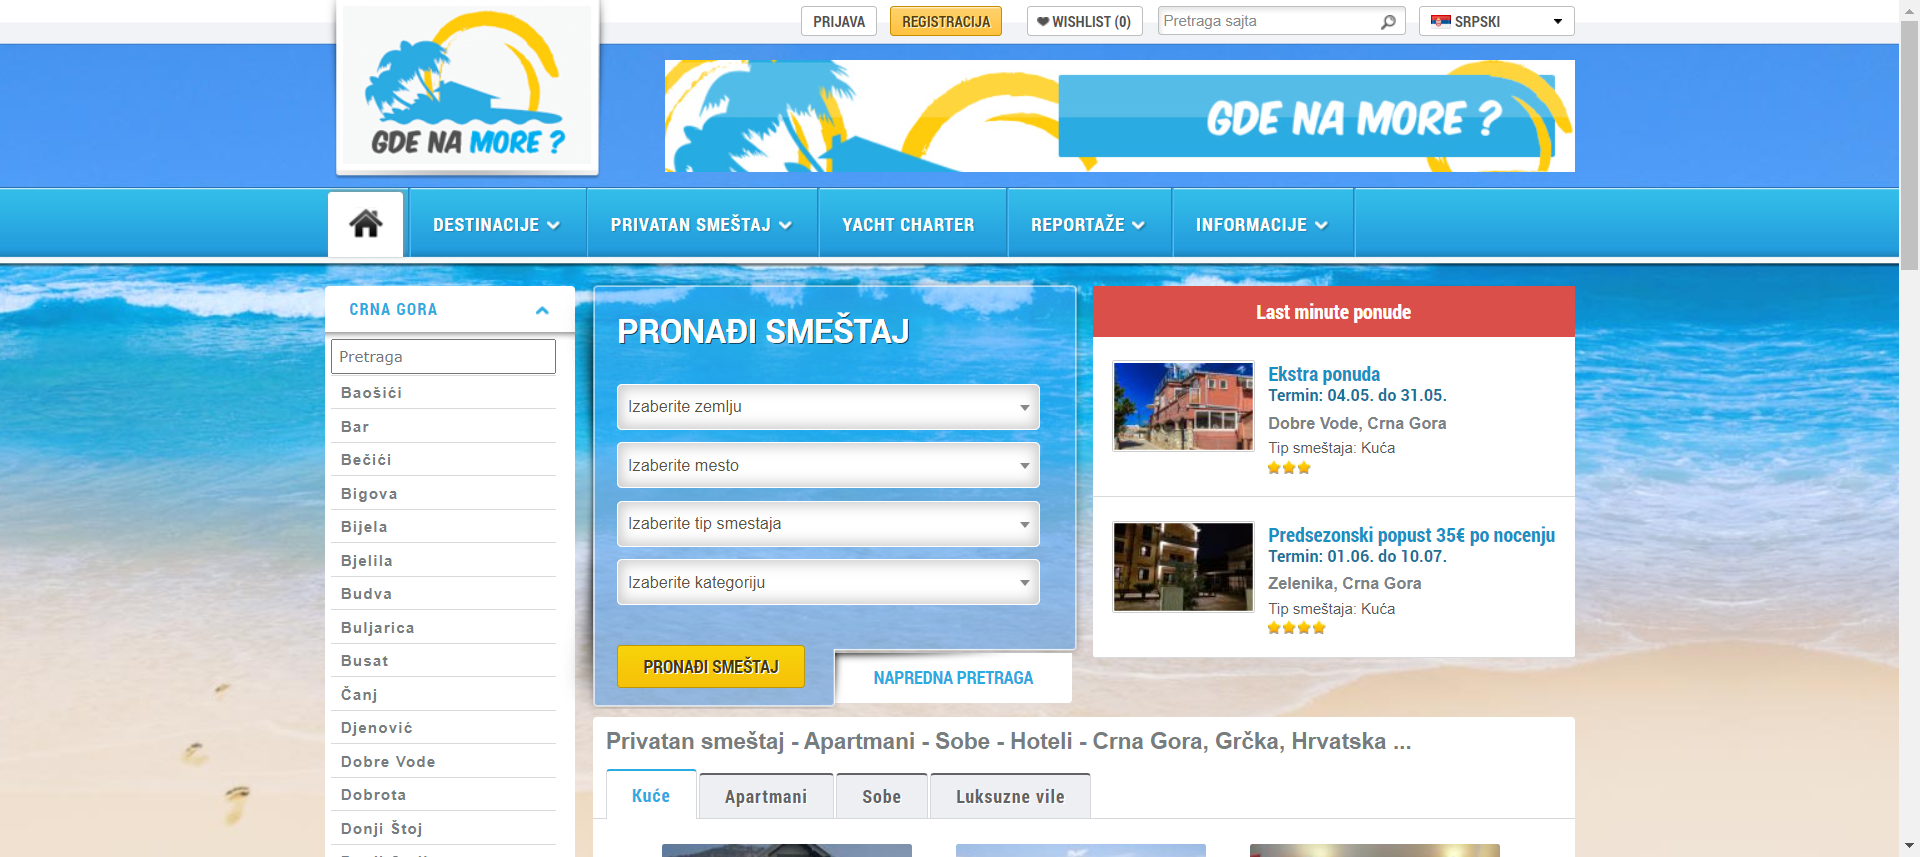 PRIJAVA
REGISTRACIJA
WISHLIST (0)
Pretraga sajta
SRPSKI
GDE NA MORE ?
GDE NA MORE ?
DESTINACIJE
PRIVATAN SMEŠTAJ
YACHT CHARTER
REPORTAŽE
INFORMACIJE
CRNA GORA
Pretraga
Baošići
Bar
Bečići
Bigova
Bijela
Bjelila
Budva
Buljarica
Busat
Čanj
Djenović
Dobre Vode
Dobrota
Donji Štoj
PRONAĐI SMEŠTAJ
Izaberite zemlju
Izaberite mesto
Izaberite tip smestaja
Izaberite kategoriju
PRONAĐI SMEŠTAJ
NAPREDNA PRETRAGA
Last minute ponude
Ekstra ponuda
Termin: 04.05. do 31.05.
Dobre Vode, Crna Gora
Tip smeštaja: Kuća
Predsezonski popust 35€ po nocenju
Termin: 01.06. do 10.07.
Zelenika, Crna Gora
Tip smeštaja: Kuća
Privatan smeštaj - Apartmani - Sobe - Hoteli - Crna Gora, Grčka, Hrvatska ...
Kuće
Apartmani
Sobe
Luksuzne vile